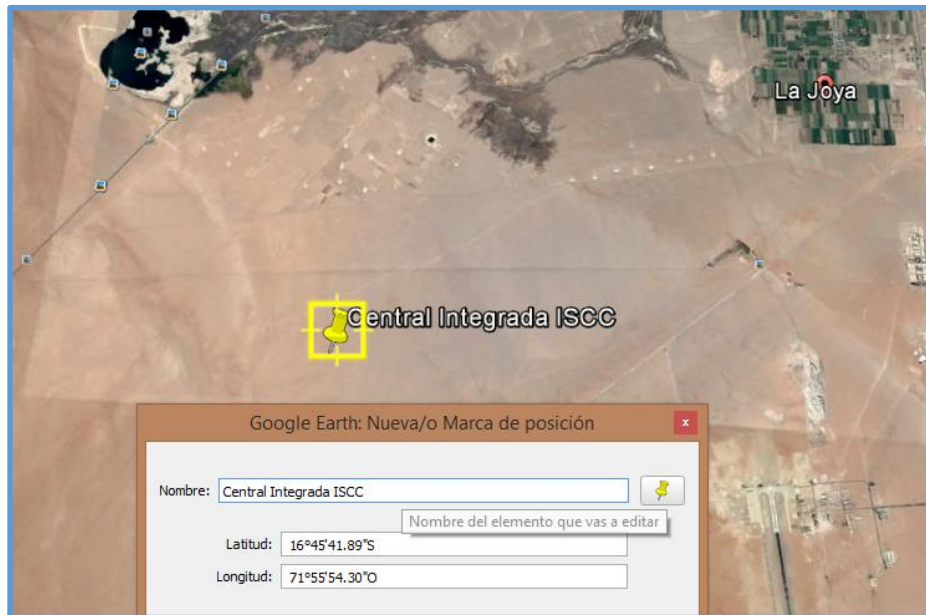 La Joya
Central Integrada ISCC
Google Earth: Nueva/o Marca de posición
x
Nombre: Central Integrada ISCC
Nombre del elemento que vas a editar
Latitud: 16°45'41.89"S
Longitud: 71°55'54.30"O